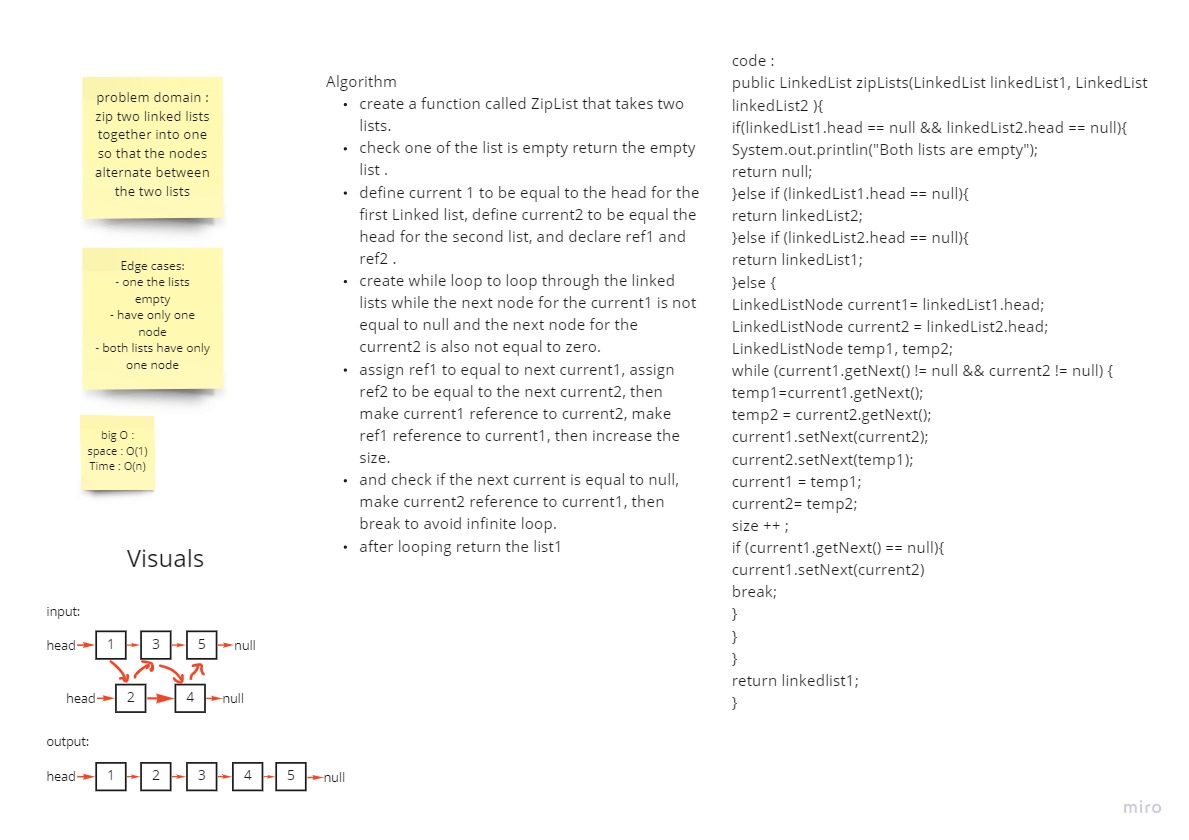 problem domain :
zip two linked lists
together into one
so that the nodes
alternate between
the two lists
Edge cases:
- one the lists
empty
- have only one
node
- both lists have only
one node
big O :
space : O(1)
Time : O(n)
Visuals
input:
head 1 3 5 null
head 2 4 null
output:
head 1 2 3 4 5 null
Algorithm
• create a function called ZipList that takes two
lists.
• check one of the list is empty return the empty
list .
• define current 1 to be equal to the head for the
first Linked list, define current2 to be equal the
head for the second list, and declare ref1 and
ref2 .
• create while loop to loop through the linked
lists while the next node for the current1 is not
equal to null and the next node for the
current2 is also not equal to zero.
• assign ref1 to equal to next current1, assign
ref2 to be equal to the next current2, then
make current1 reference to current2, make
ref1 reference to current1, then increase the
size.
• and check if the next current is equal to null,
make current2 reference to current1, then
break to avoid infinite loop.
• after looping return the list1
code :
public LinkedList zipLists(LinkedList linkedList1, LinkedList
linkedList2 ){
if(linkedList1.head == null && linkedList2.head == null){
System.out.printlin("Both lists are empty");
return null;
}else if (linkedList1.head == null){
return linkedList2;
}else if (linkedList2.head == null){
return linkedList1;
}else {
LinkedListNode current1= linkedList1.head;
LinkedListNode current2 = linkedList2.head;
LinkedListNode temp1, temp2;
while (current1.getNext() != null && current2 != null) {
temp1=current1.getNext();
temp2 = current2.getNext();
current1.setNext(current2);
current2.setNext(temp1);
current1 = temp1;
current2= temp2;
size ++ ;
if (current1.getNext() == null){
current1.setNext(current2)
break;
}
}
}
return linkedlist1;
}
miro